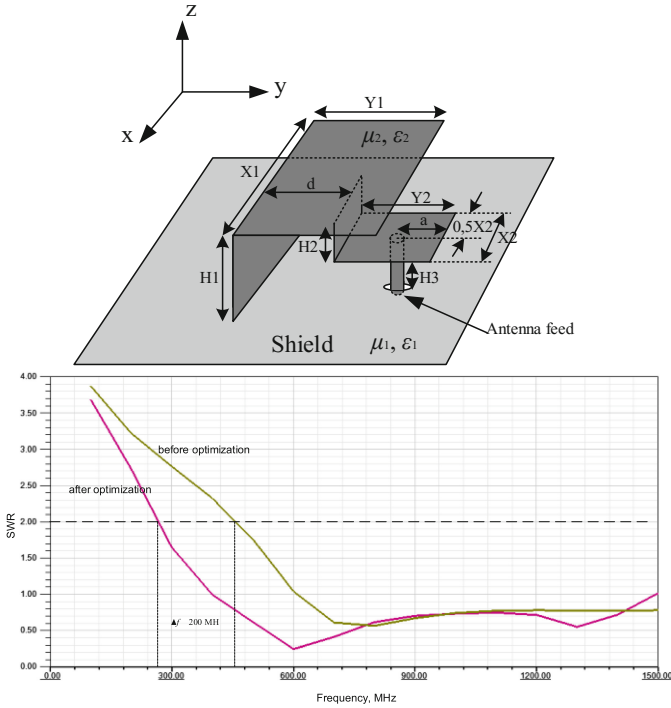 z
y
x
Y1
μ2, ε2
X1
d
Y2
a
0,5X2
X2
H2
H1
H3
Antenna feed
Shield
μ1, ε1
4.00
3.50
3.00
2.50
2.00
1.50
1.00
0.50
0.00
SWR
before optimization
after optimization
▲f 200 MH
0.00 300.00 600.00 900.00 1200.00 1500.00
Frequency, MHz